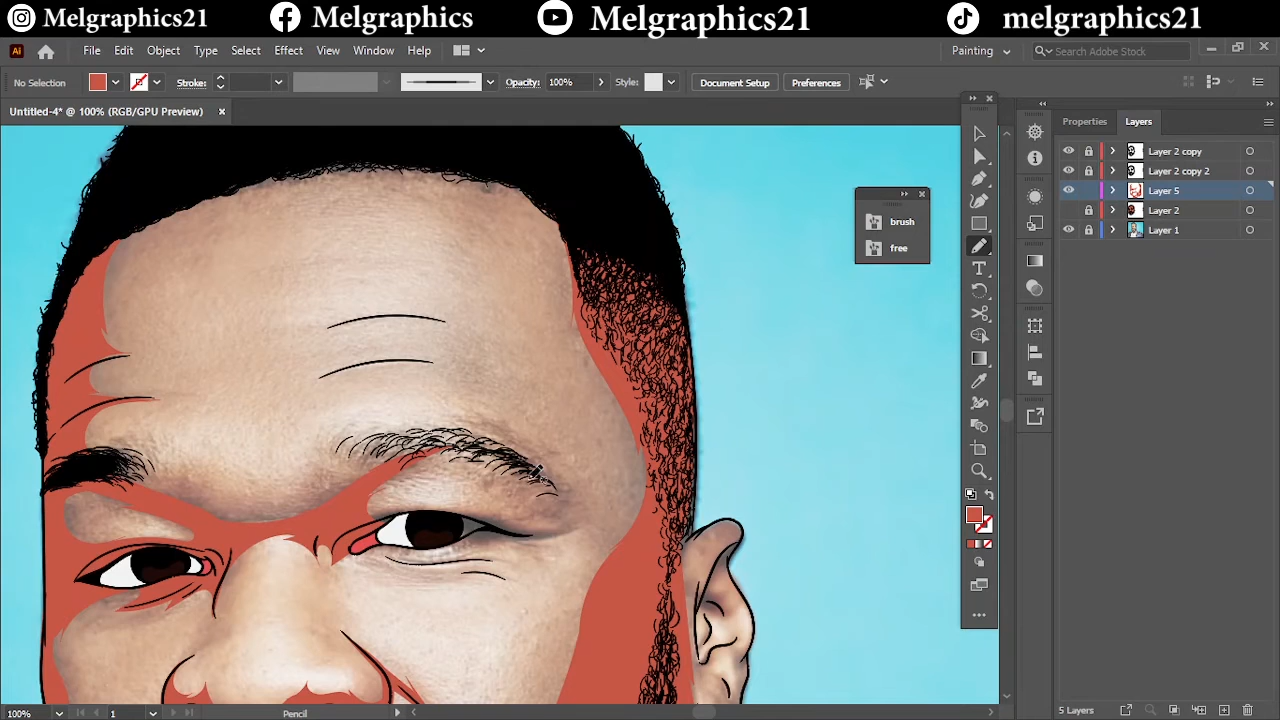 Melgraphics21 Melgraphics Melgraphics21 melgraphics21
Ai File Edit Object Type Select Effect View Window Help Painting Search Adobe Stock
No Selection Stroke: Opacity: 100% Style: Document Setup Preferences
Untitled-4* @ 100% (RGB/GPU Preview)
Properties Layers
Layer 2 copy
Layer 2 copy 2
Layer 5
Layer 2
Layer 1
brush
free
T
100% 1 Pencil 5 Layers